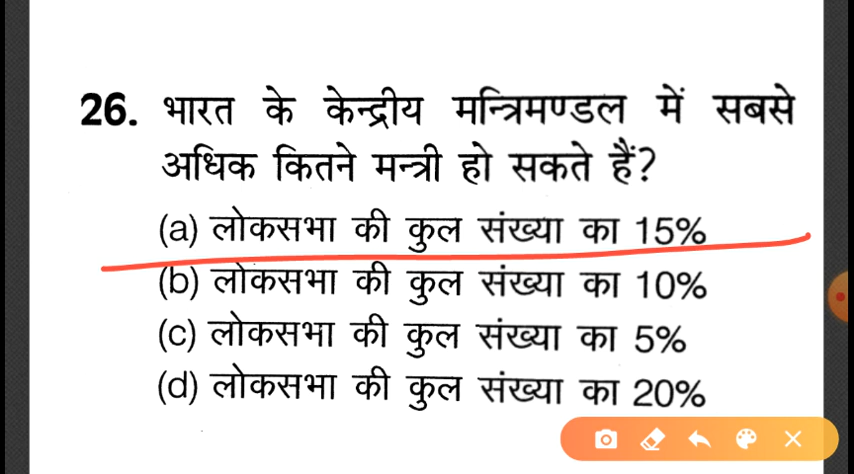 26. भारत के केन्द्रीय मन्त्रिमण्डल में सबसे
अधिक कितने मन्त्री हो सकते हैं?
(a) लोकसभा की कुल संख्या का 15%
(b) लोकसभा की कुल संख्या का 10%
(c) लोकसभा की कुल संख्या का 5%
(d) लोकसभा की कुल संख्या का 20%